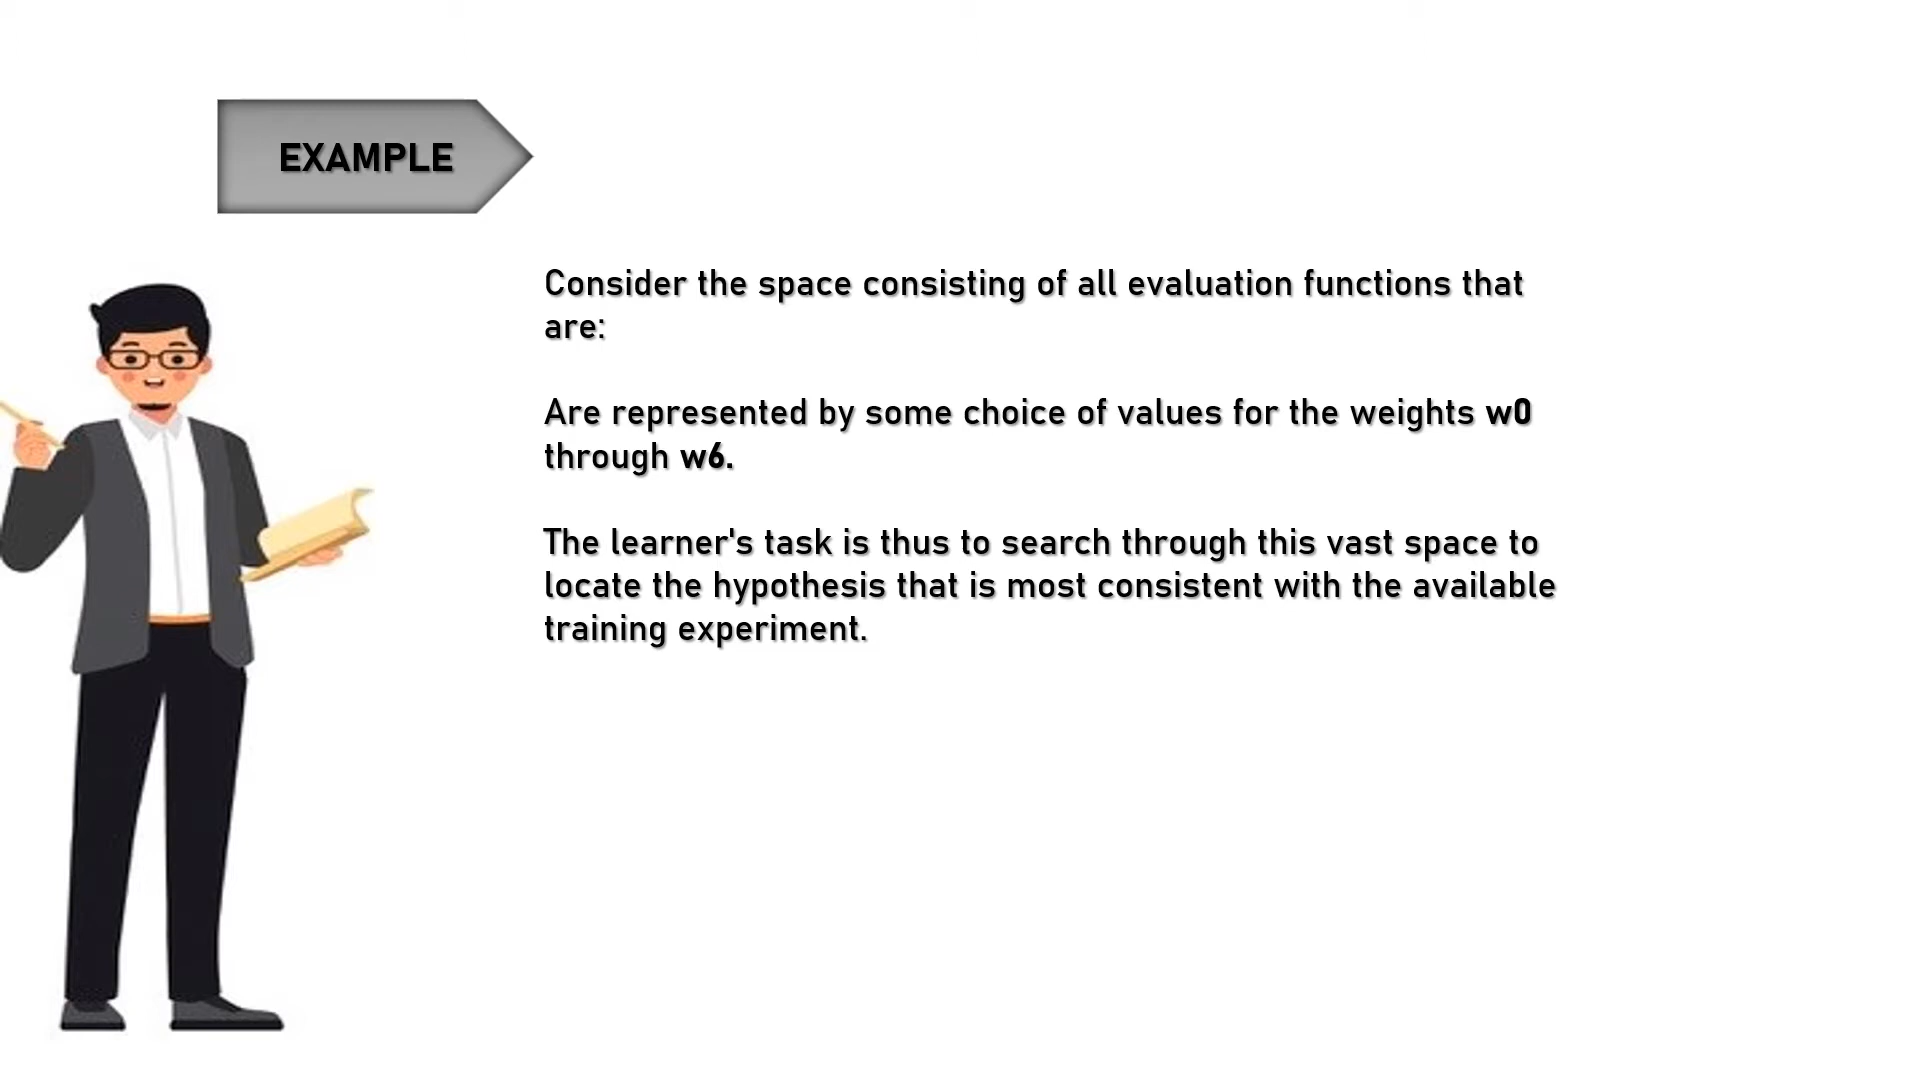 EXAMPLE
Consider the space consisting of all evaluation functions that
are:
Are represented by some choice of values for the weights w0
through w6.
The learner's task is thus to search through this vast space to
locate the hypothesis that is most consistent with the available
training experiment.